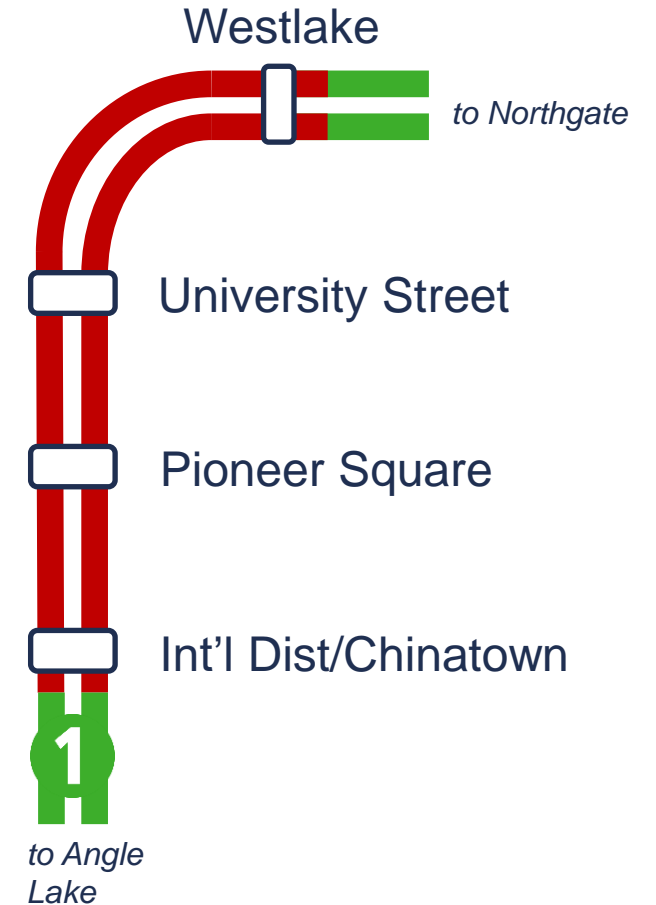 Westlake
to Northgate
University Street
Pioneer Square
Int’l Dist/Chinatown
1
to Angle
Lake